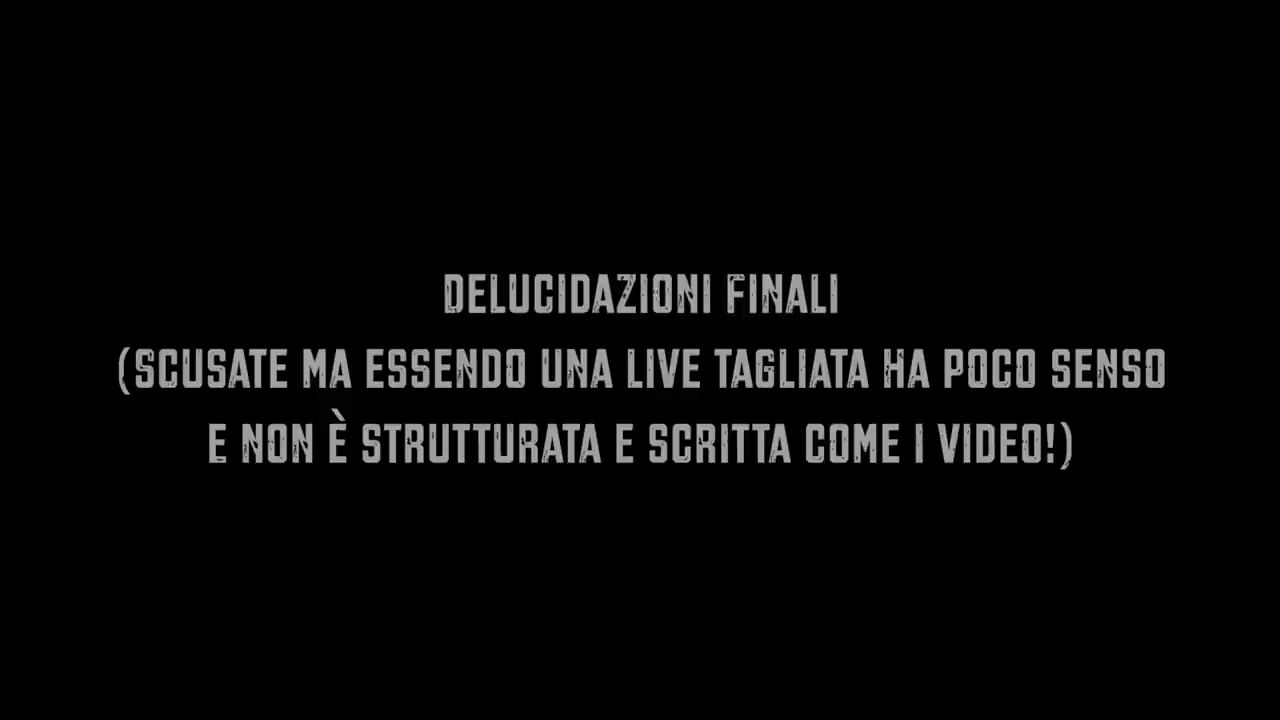 DELUCIDAZIONI FINALI
(SCUSATE MA ESSENDO UNA LIVE TAGLIATA HA POCO SENSO
E NON È STRUTTURATA E SCRITTA COME I VIDEO!)